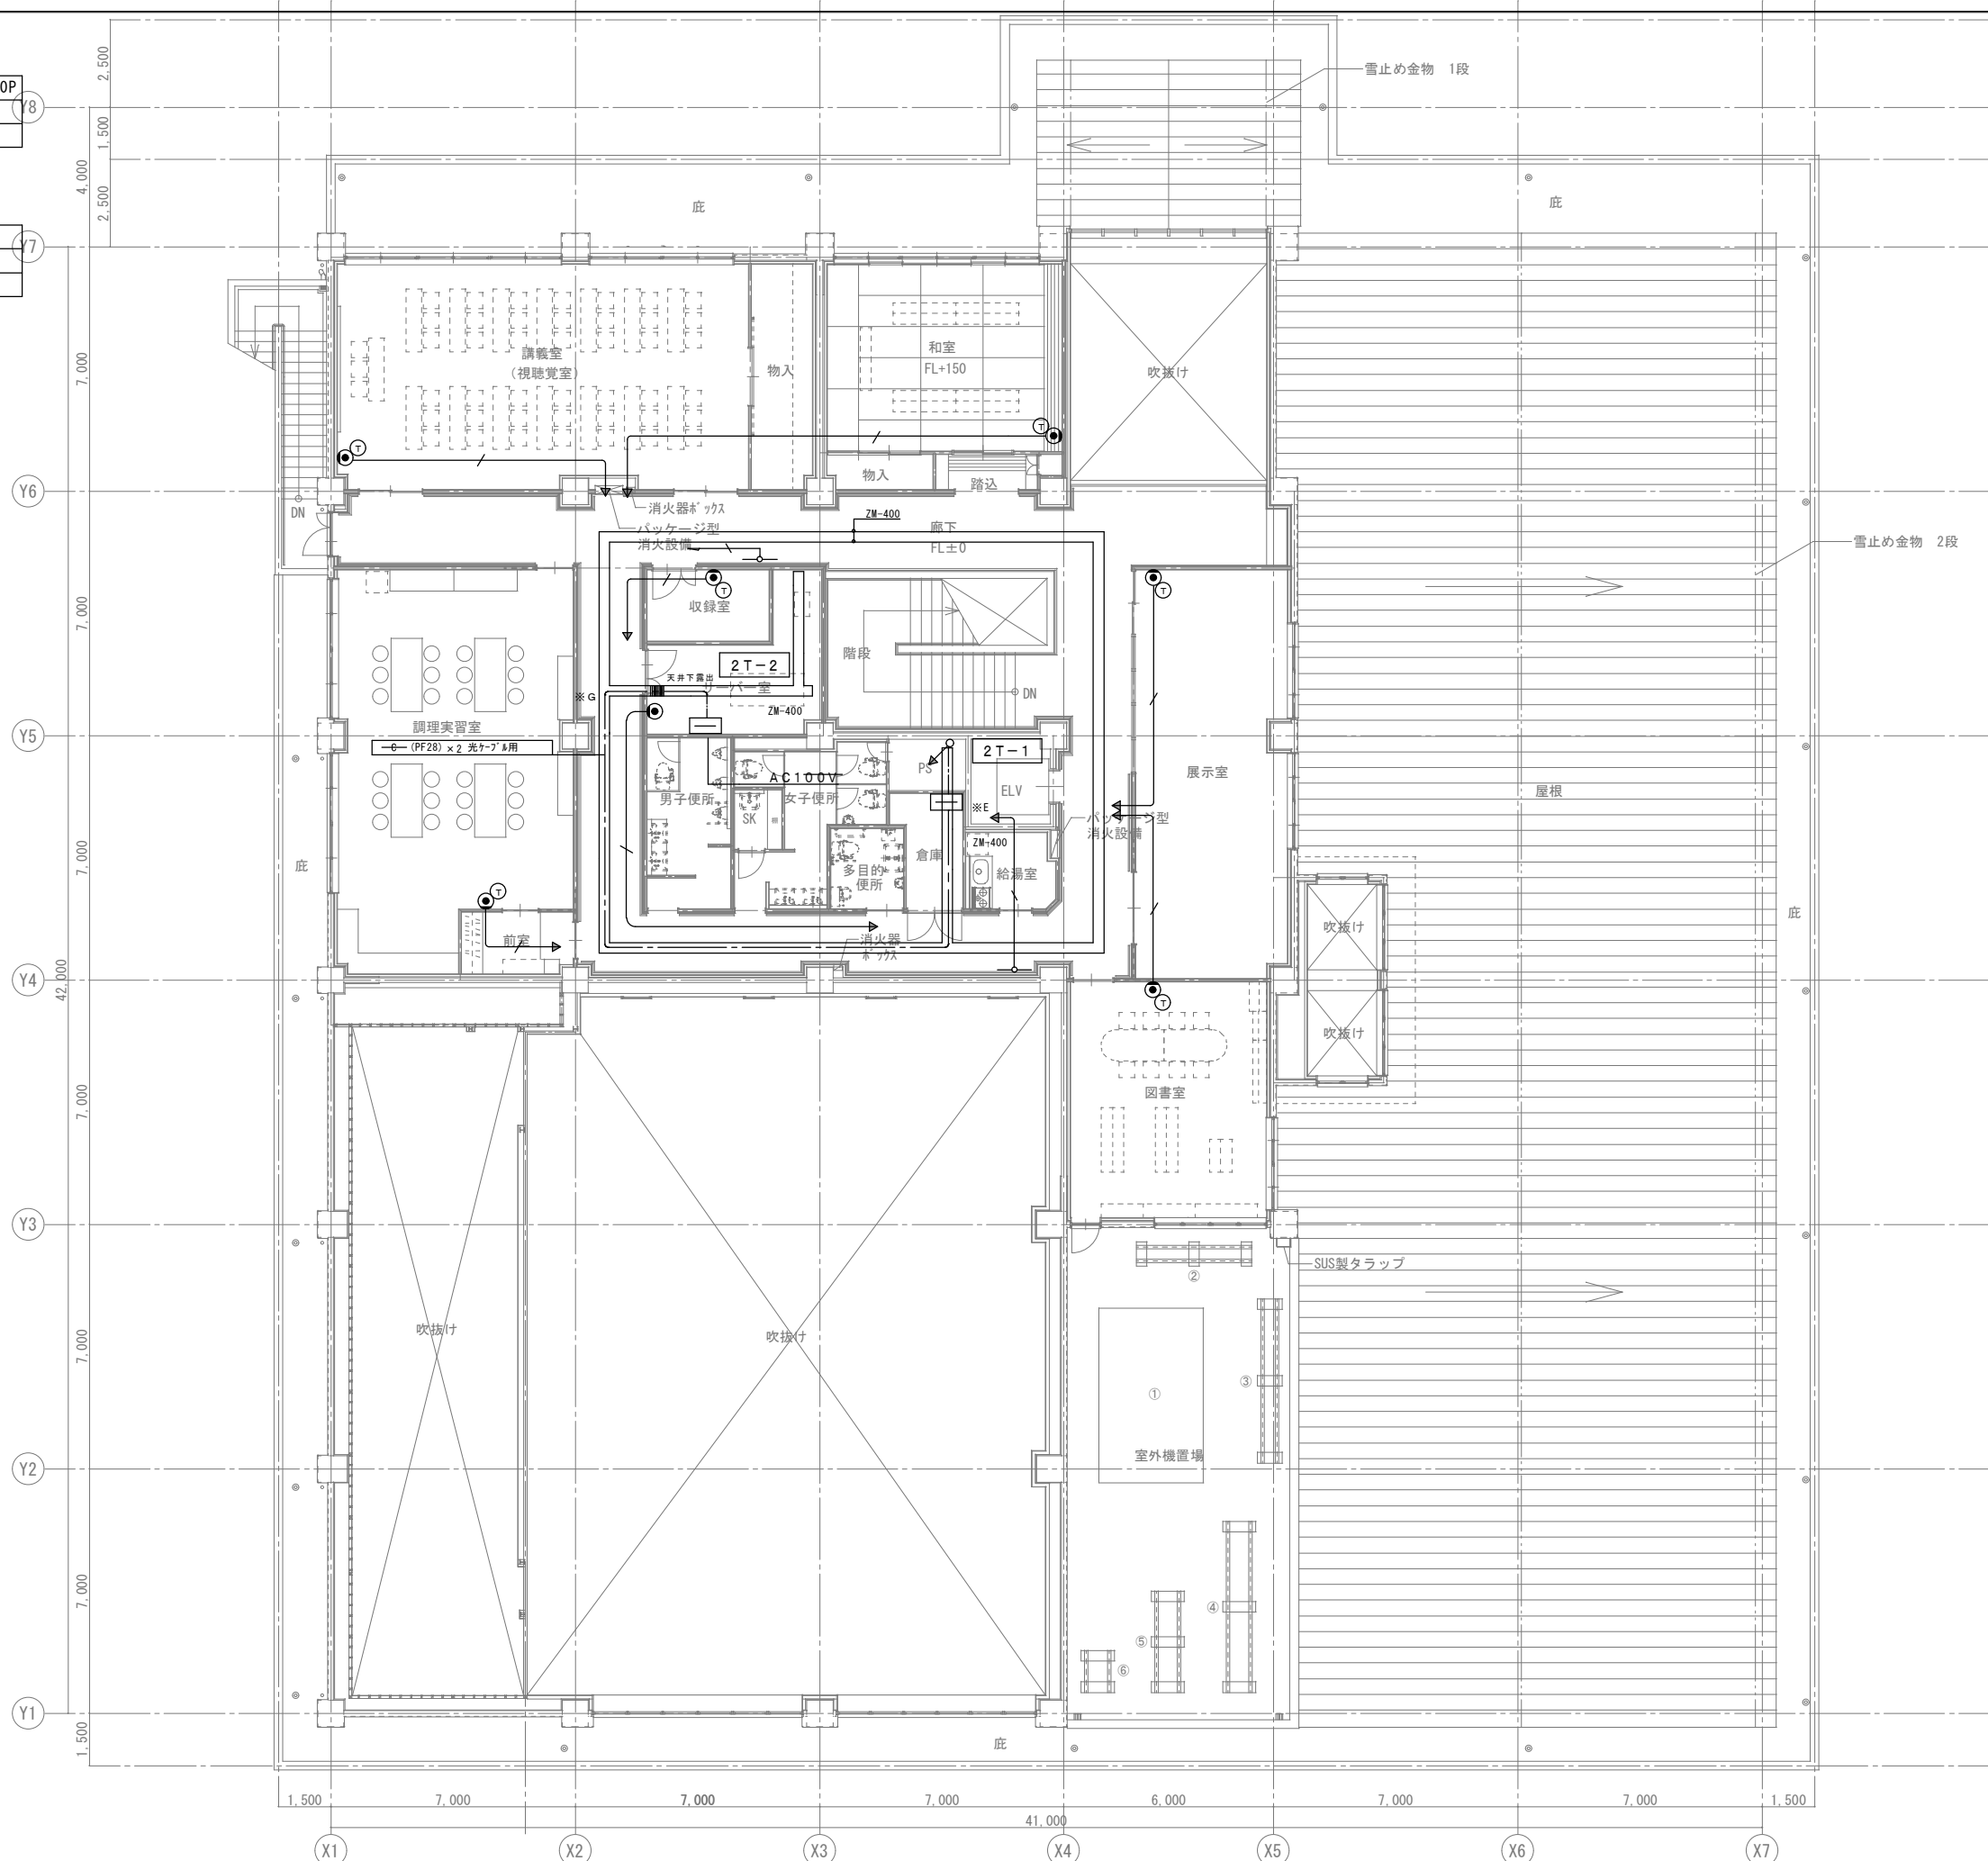 OP
雪止め金物 1段
Y8
2,500
1,500
4,000
2,500
庇
庇
Y7
7,000
講義室
(視聴覚室)
物入
和室
FL+150
吹抜け
T
T
物入
踏込
Y6
DN
消火器ボックス
パッケージ型
消火設備
ZM-400
廊下
FL±0
雪止め金物 2段
7,000
T
収録室
T
2T-2
階段
天井下露出
DN
※G
ZM-400
調理実習室
Y5
C (PF28) ×2 光ケーブル用
2T-1
展示室
AC100V
PS
ELV
屋根
男子便所
女子便所
SK
※E
パッケージ型
消火設備
ZM-400
倉庫
給湯室
多目的
便所
7,000
庇
T
前室
消火器
ボックス
吹抜け
庇
Y4
42,000
T
吹抜け
図書室
7,000
Y3
SUS製タラップ
②
吹抜け
吹抜け
7,000
③
①
室外機置場
Y2
7,000
④
⑤
⑥
Y1
1,500
庇
1,500
7,000
7,000
7,000
6,000
7,000
7,000
1,500
41,000
X1
X2
X3
X4
X5
X6
X7